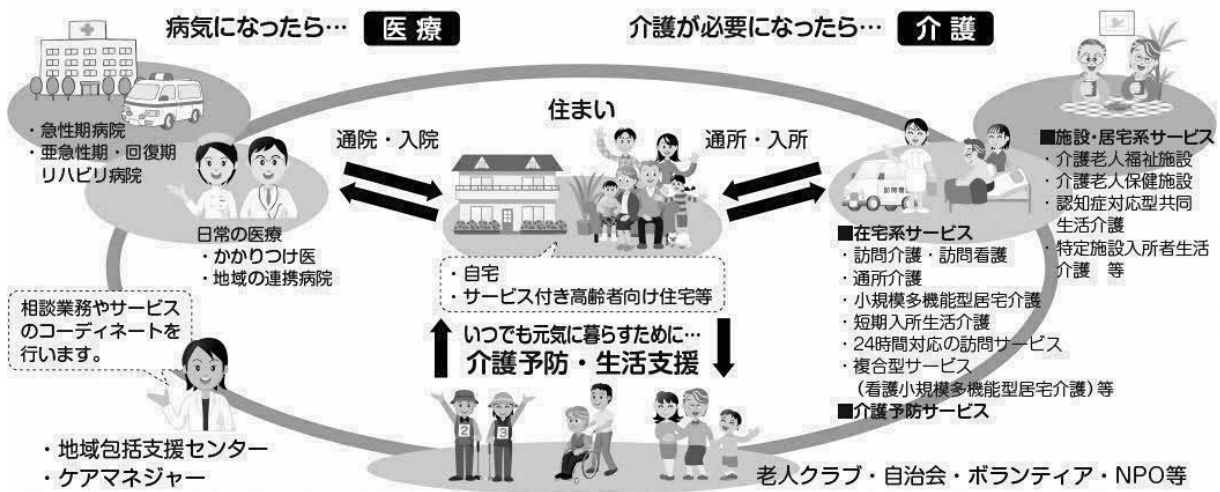 病気になったら… 医療
介護が必要になったら… 介護
・急性期病院
・亜急性期・回復期
リハビリ病院
日常の医療
・かかりつけ医
・地域の連携病院
通院・入院
住まい
通所・入所
・自宅
・サービス付き高齢者向け住宅等
訪問看護
■在宅系サービス
・訪問介護・訪問看護
・通所介護
・小規模多機能型居宅介護
・短期入所生活介護
・24時間対応の訪問サービス
・複合型サービス
(看護小規模多機能型居宅介護)等
■介護予防サービス
■施設・居宅系サービス
・介護老人福祉施設
・介護老人保健施設
・認知症対応型共同
生活介護
・特定施設入所者生活
介護 等
相談業務やサービス
のコーディネートを
行います。
・地域包括支援センター
・ケアマネジャー
いつでも元気に暮らすために…
介護予防・生活支援
2 3
老人クラブ・自治会・ボランティア・NPO等